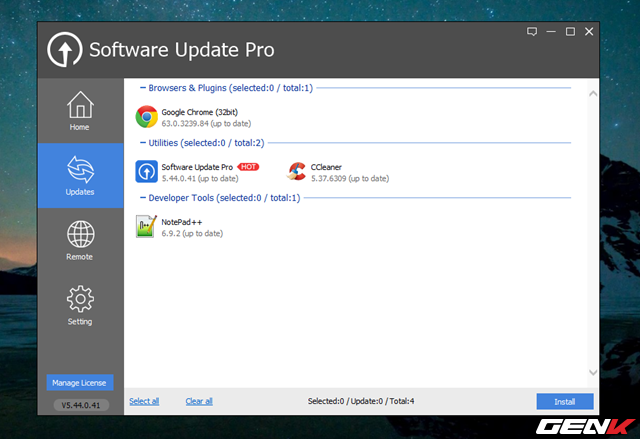 Software Update Pro
Home
Updates
Remote
Setting
Manage License
V5.44.0.41
Browsers & Plugins (selected:0 / total:1)
Google Chrome (32bit)
63.0.3239.84 (up to date)
Utilities (selected:0 / total:2)
Software Update Pro HOT
5.44.0.41 (up to date)
CCleaner
5.37.6309 (up to date)
Developer Tools (selected:0 / total:1)
NotePad++
6.9.2 (up to date)
Select all
Clear all
Selected:0 / Update:0 / Total:4
Install
GENK